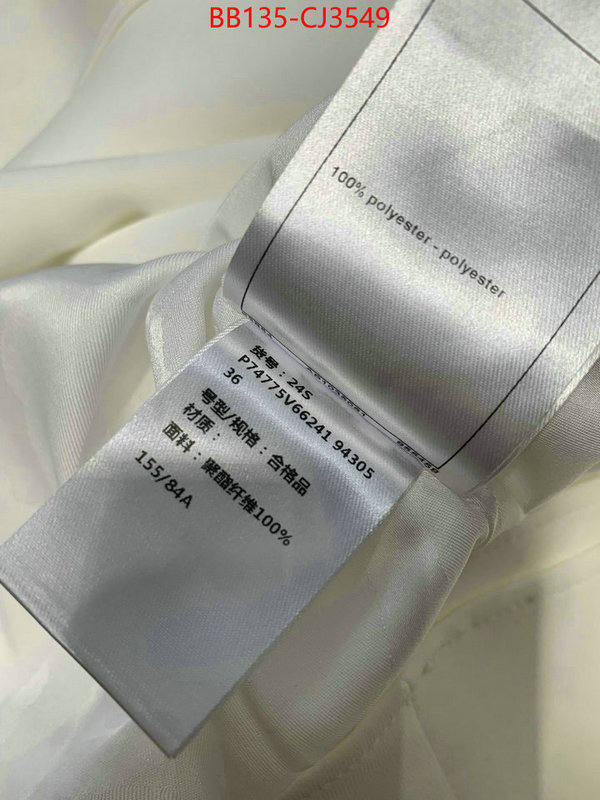 BB135-CJ3549
100% polyester - polyester
货号：24S
P74775V66241 94305
36
号型/规格：合格品
材质：
面料：聚酯纤维100%
155/84A